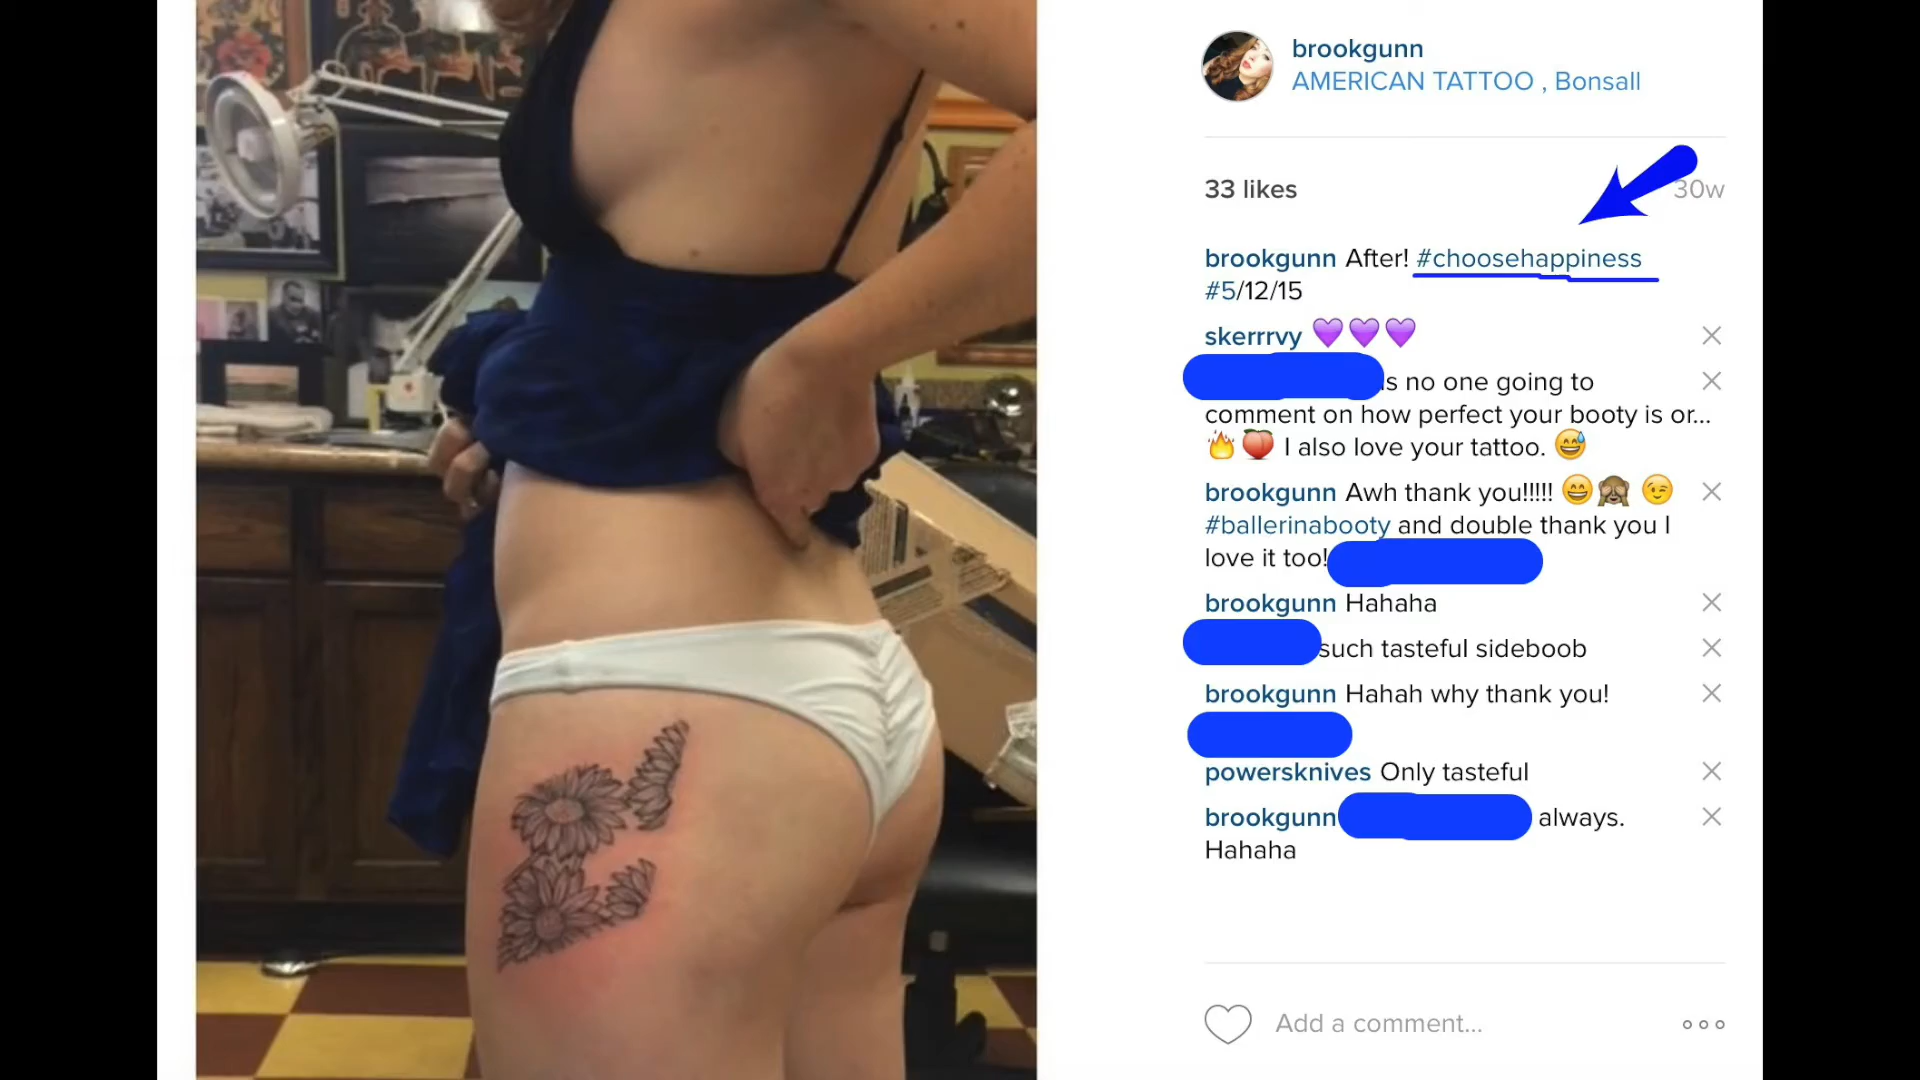 brookgunn
AMERICAN TATTOO , Bonsall
33 likes
30w
brookgunn After! #choosehappiness
#5/12/15
skerrrvy 💜💜💜
s no one going to
comment on how perfect your booty is or...
🔥🍑 I also love your tattoo. 😅
brookgunn Awh thank you!!!!! 😄🙈 😉
#ballerinabooty and double thank you I
love it too!
brookgunn Hahaha
such tasteful sideboob
brookgunn Hahah why thank you!
powersknives Only tasteful
brookgunn always.
Hahaha
Add a comment...